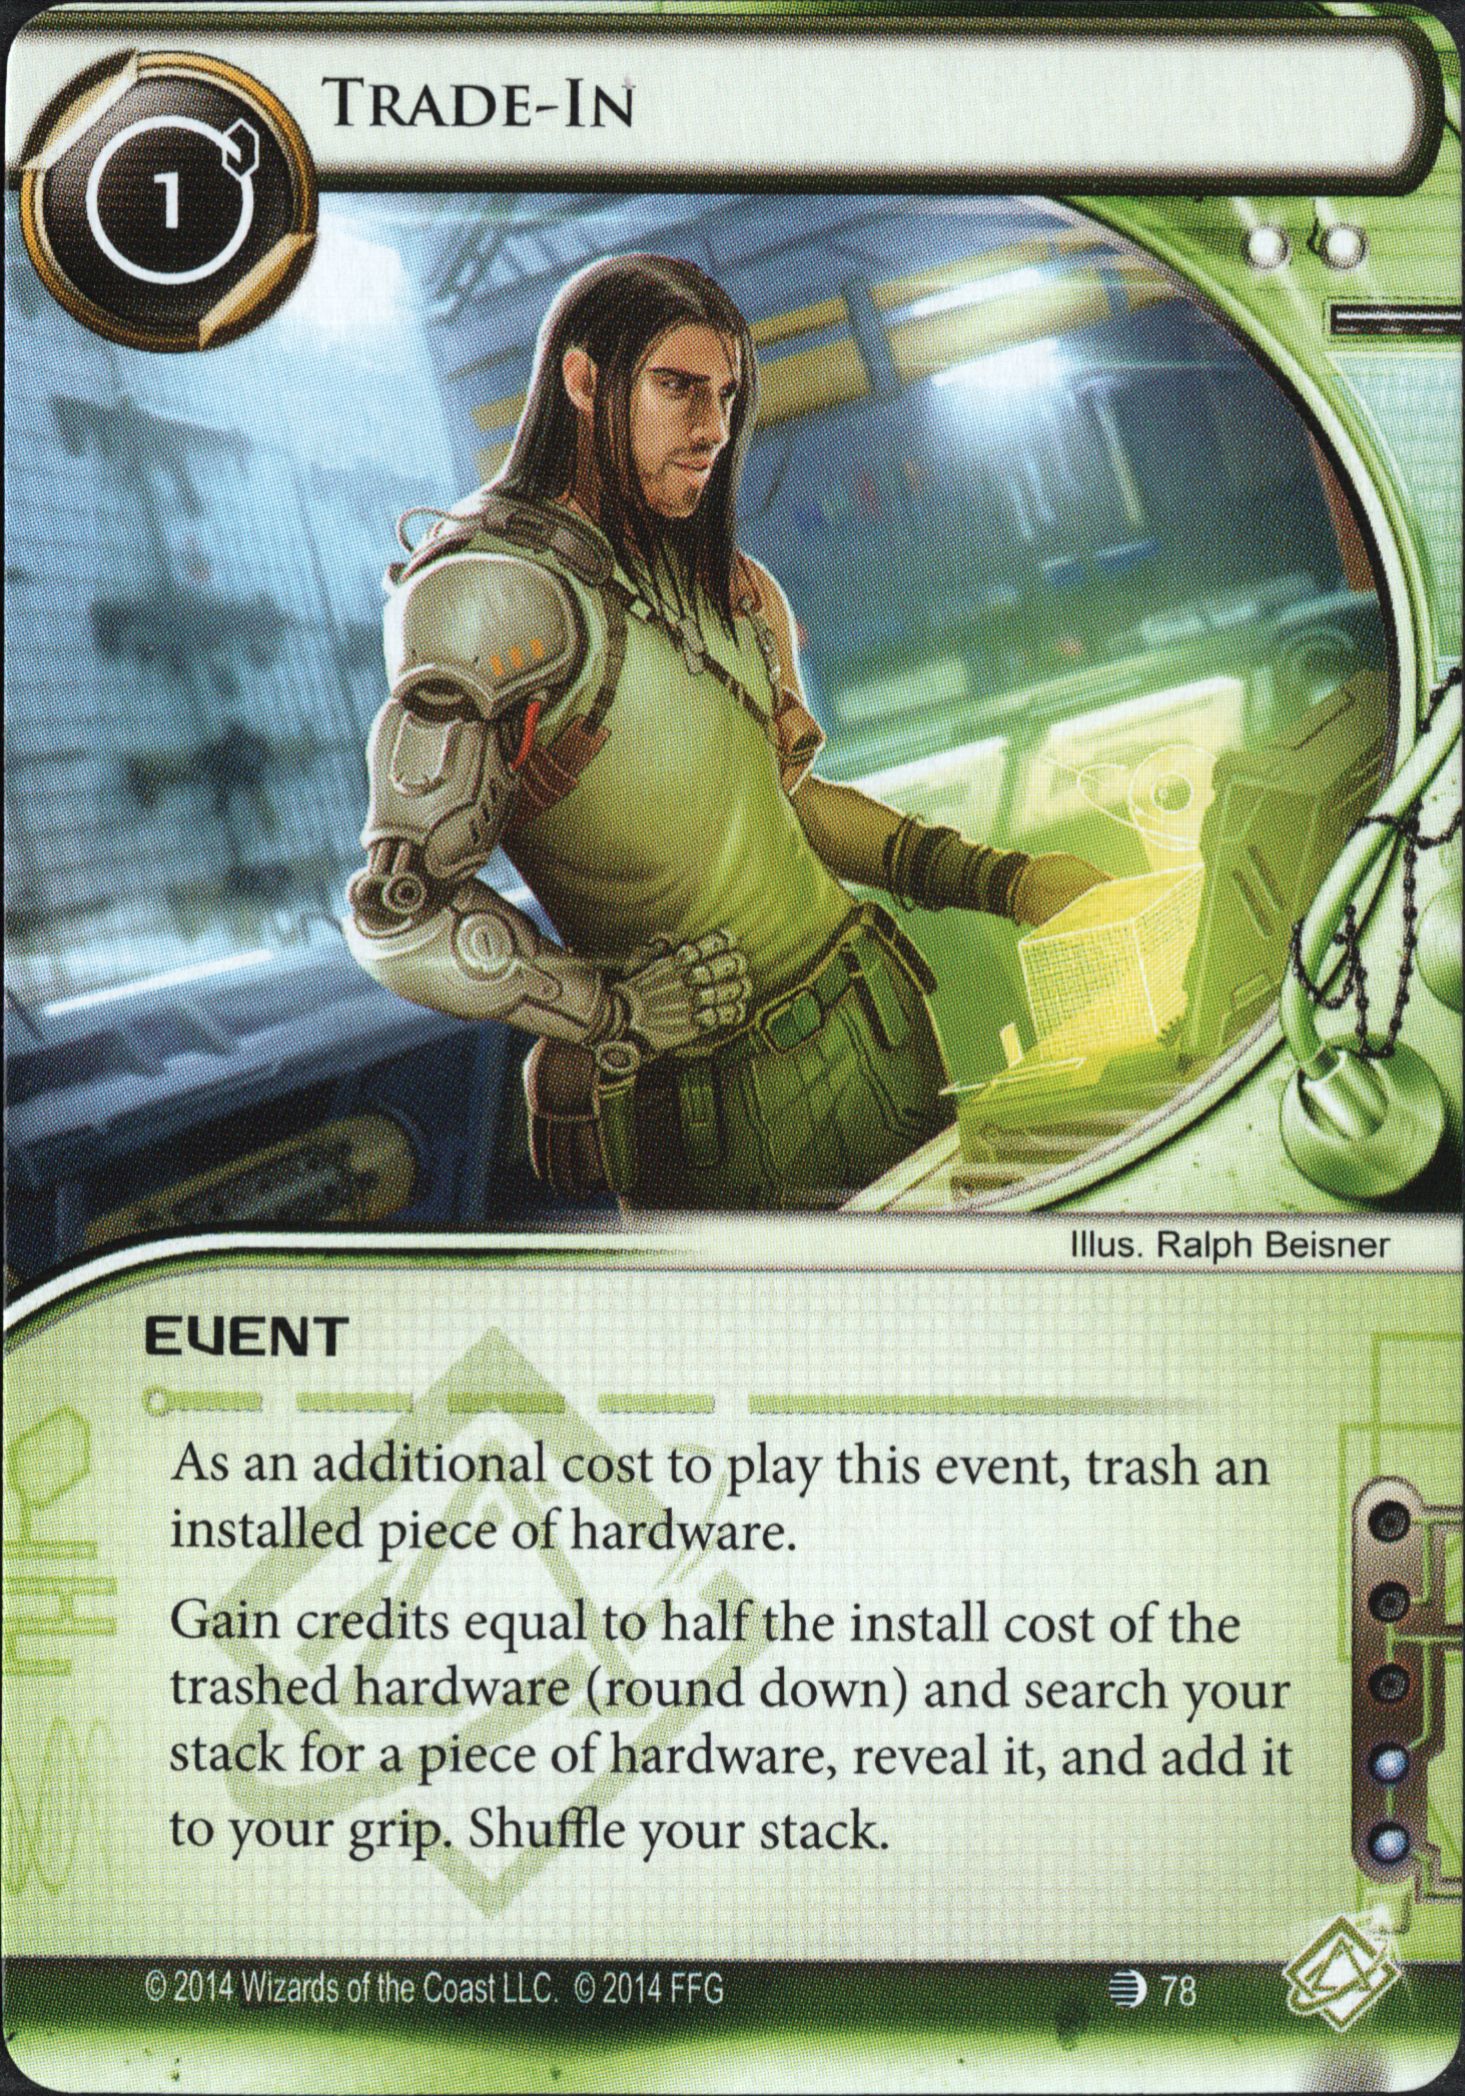 1
TRADE-IN
Illus. Ralph Beisner
EVENT
As an additional cost to play this event, trash an
installed piece of hardware.
Gain credits equal to half the install cost of the
trashed hardware (round down) and search your
stack for a piece of hardware, reveal it, and add it
to your grip. Shuffle your stack.
© 2014 Wizards of the Coast LLC. © 2014 FFG
78